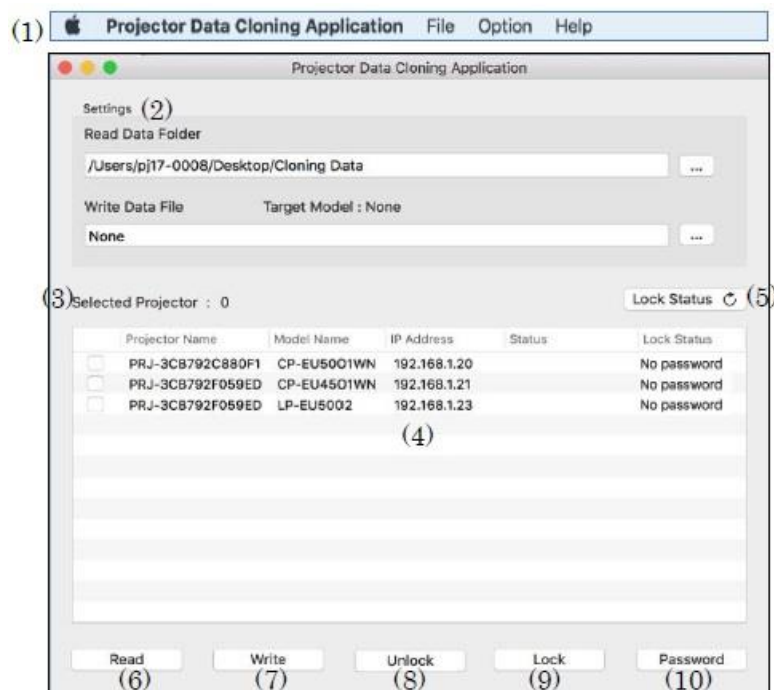 (1) Projector Data Cloning Application File Option Help
Projector Data Cloning Application
Settings (2)
Read Data Folder
/Users/pj17-0008/Desktop/Cloning Data ...
Write Data File Target Model : None
None ...
(3) Selected Projector : 0 Lock Status (5)
Projector Name Model Name IP Address Status Lock Status
PRJ-3CB792C880F1 CP-EU5001WN 192.168.1.20 No password
PRJ-3CB792F059ED CP-EU4501WN 192.168.1.21 No password
PRJ-3CB792F059ED LP-EU5002 192.168.1.23 No password
(4)
Read Write Unlock Lock Password
(6) (7) (8) (9) (10)